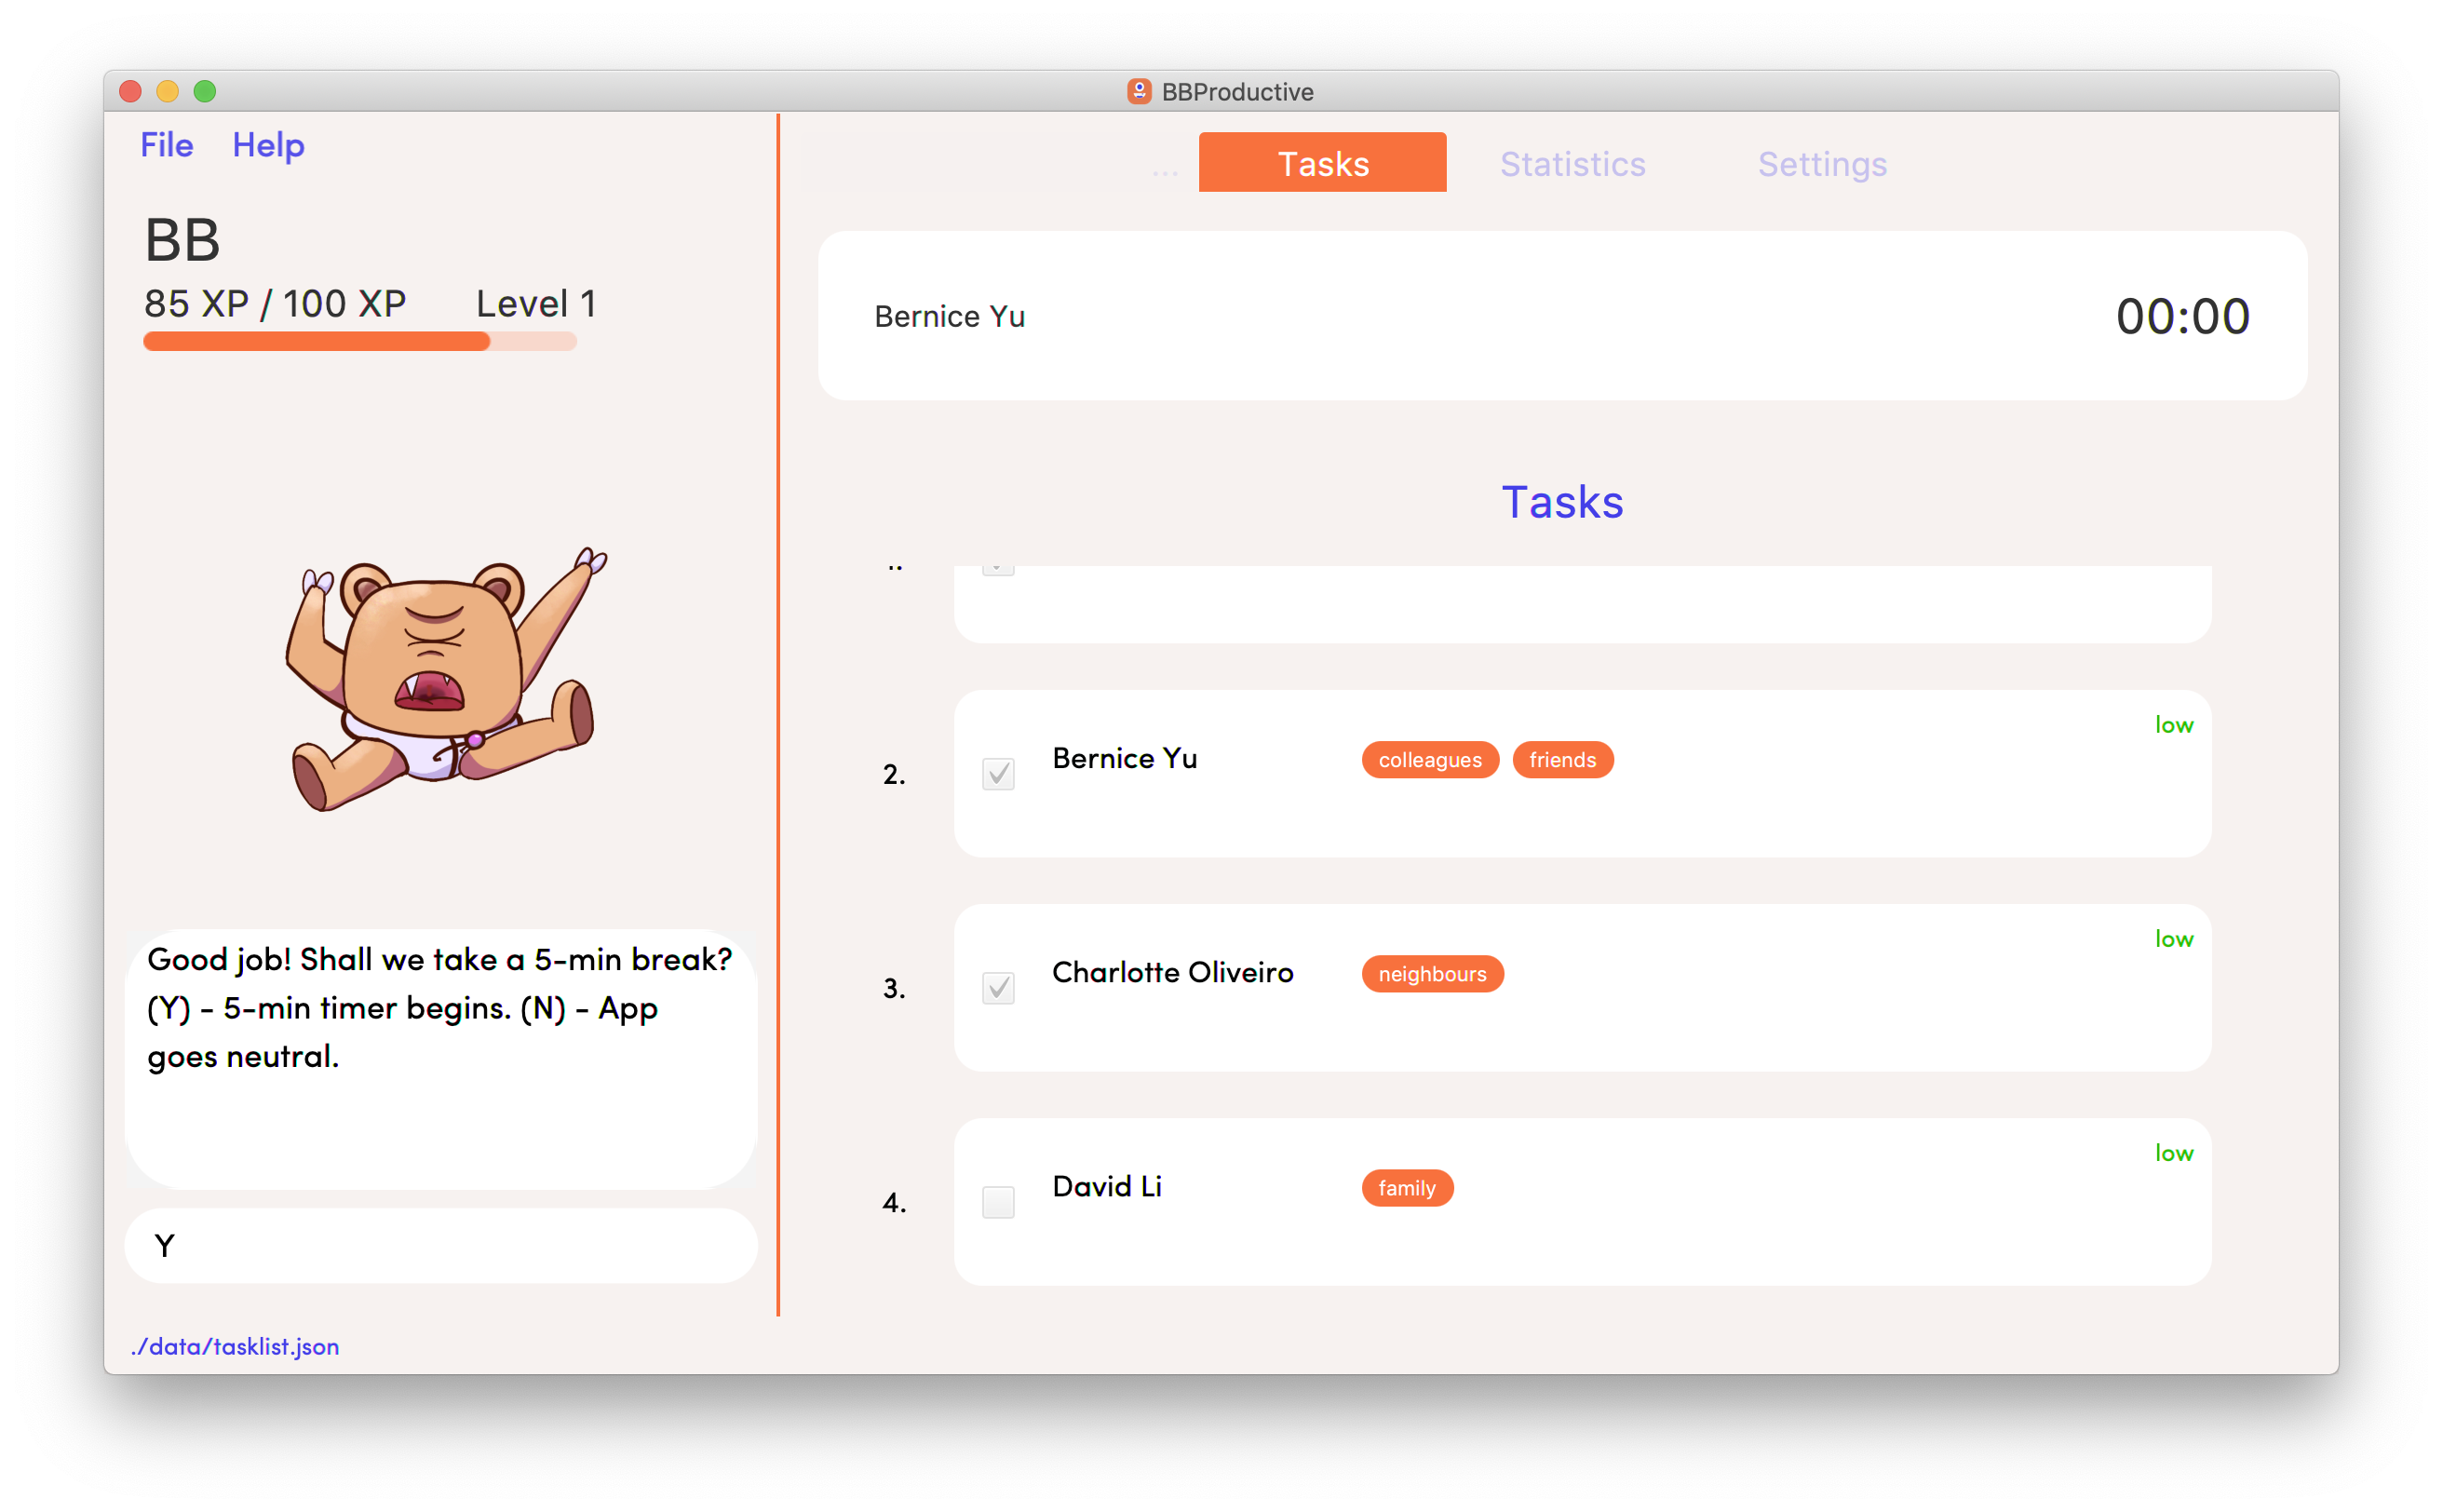 BBProductive
File Help
BB
85 XP / 100 XP Level 1
Good job! Shall we take a 5-min break?
(Y) - 5-min timer begins. (N) - App
goes neutral.
Y
./data/tasklist.json
... Tasks Statistics Settings
Bernice Yu 00:00
Tasks
low
2. Bernice Yu colleagues friends
low
3. Charlotte Oliveiro neighbours
low
4. David Li family